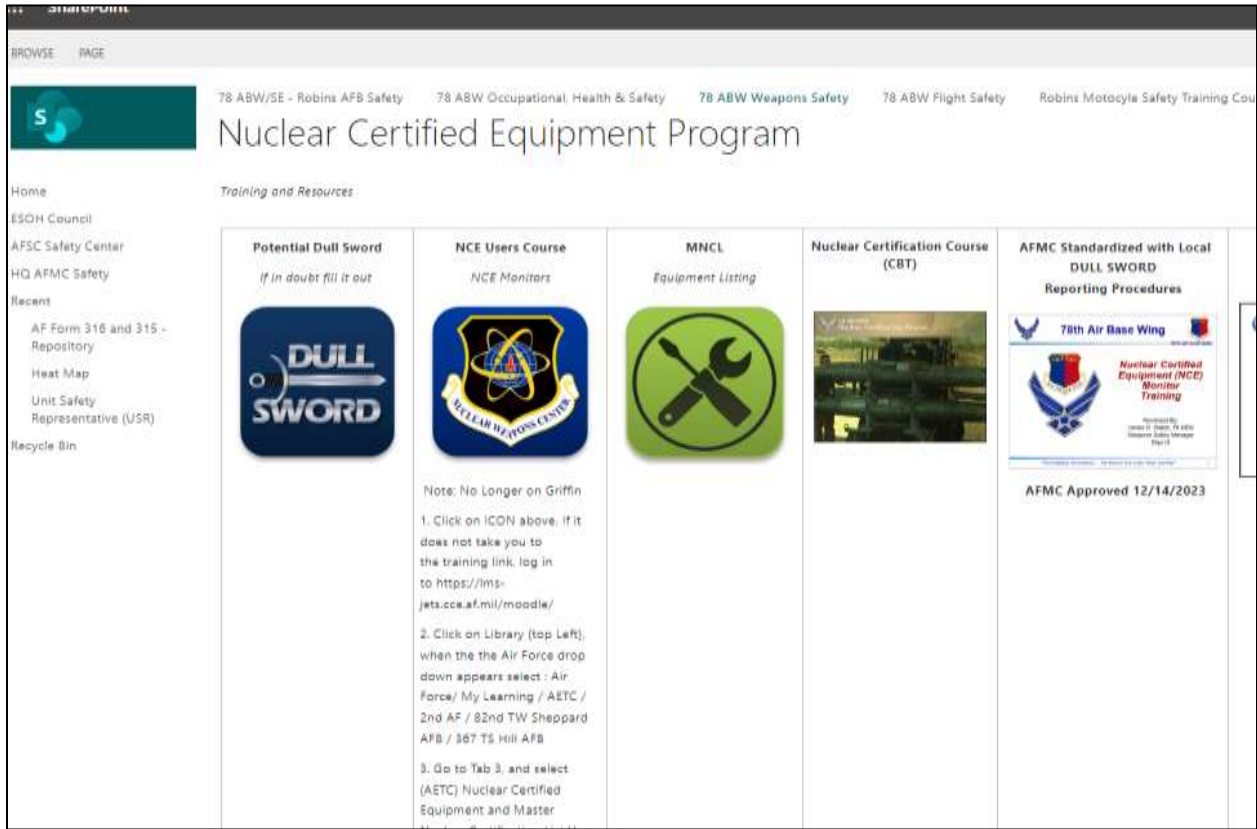 SharePoint
BROWSE PAGE
S
78 ABW/SE - Robins AFB Safety 78 ABW Occupational, Health & Safety 78 ABW Weapons Safety 78 ABW Flight Safety Robins Motocyle Safety Training Cou
Nuclear Certified Equipment Program
Home
ESOH Council
AFSC Safety Center
HQ AFMC Safety
Recent
AF Form 316 and 315 -
Repository
Heat Map
Unit Safety
Representative (USR)
Recycle Bin
Training and Resources
Potential Dull Sword
If in doubt fill it out
DULL
SWORD
NCE Users Course
NCE Monitors
NUCLEAR WEAPONS CENTER
Note: No Longer on Griffin
1. Click on ICON above. If it
does not take you to
the training link, log in
to https://lms-
jets.cce.af.mil/moodle/
2. Click on Library (top Left),
when the the Air Force drop
down appears select : Air
Force/ My Learning / AETC /
2nd AF / 82nd TW Sheppard
AFB / 367 TS Hill AFB
3. Go to Tab 3, and select
(AETC) Nuclear Certified
Equipment and Master
MNCL
Equipment Listing
Nuclear Certification Course
(CBT)
AFMC Standardized with Local
DULL SWORD
Reporting Procedures
78th Air Base Wing
Nuclear Certified
Equipment (NCE)
Monitor
Training
AFMC Approved 12/14/2023